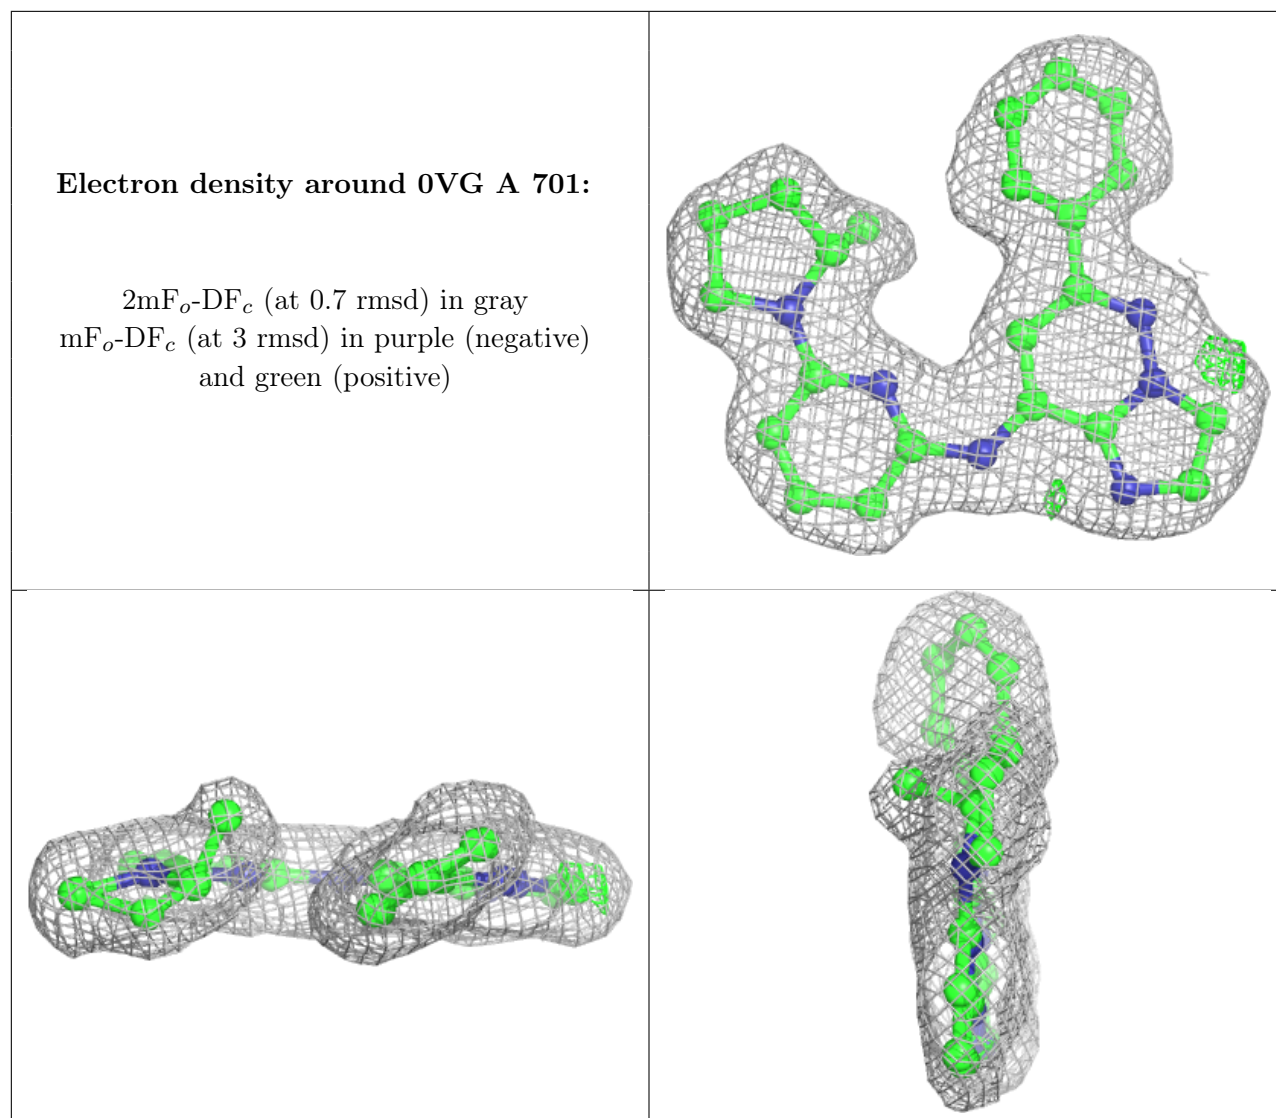 Electron density around 0VG A 701:
2mFₒ-DF𝒸 (at 0.7 rmsd) in gray
mFₒ-DF𝒸 (at 3 rmsd) in purple (negative)
and green (positive)